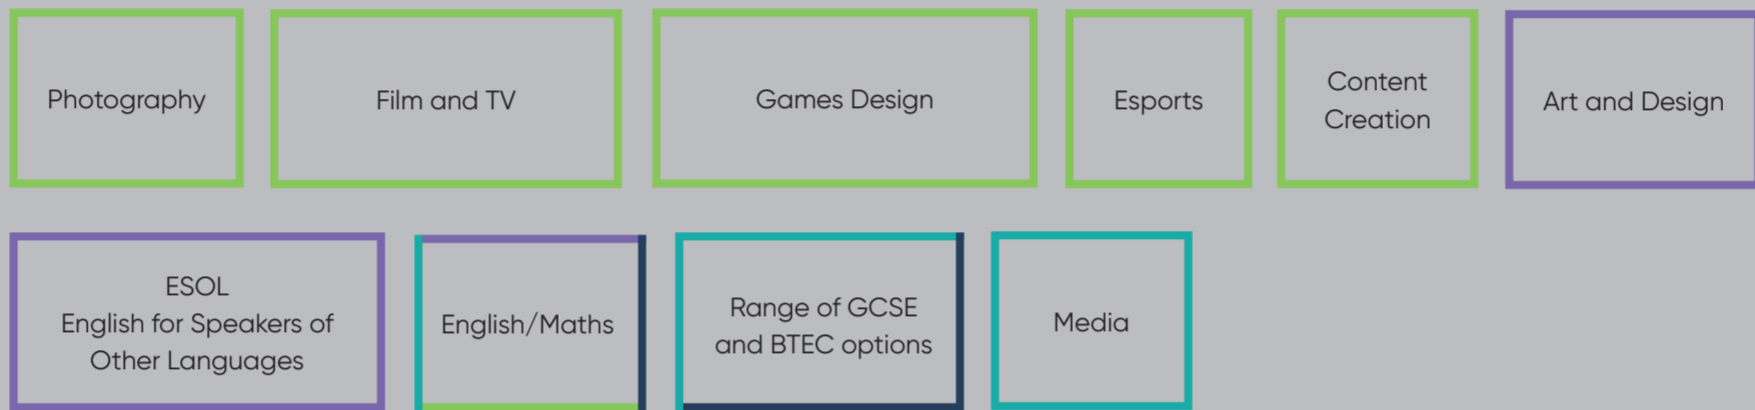 Photography
Film and TV
Games Design
Esports
Content
Creation
Art and Design
ESOL
English for Speakers of
Other Languages
English/Maths
Range of GCSE
and BTEC options
Media